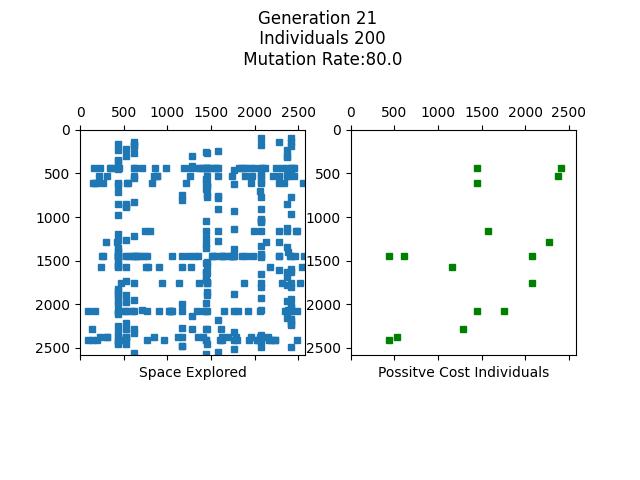 Generation 21
Individuals 200
Mutation Rate:80.0
0 500 1000 1500 2000 2500 0 500 1000 1500 2000 2500
0 0
500 500
1000 1000
1500 1500
2000 2000
2500 2500
Space Explored Possitve Cost Individuals